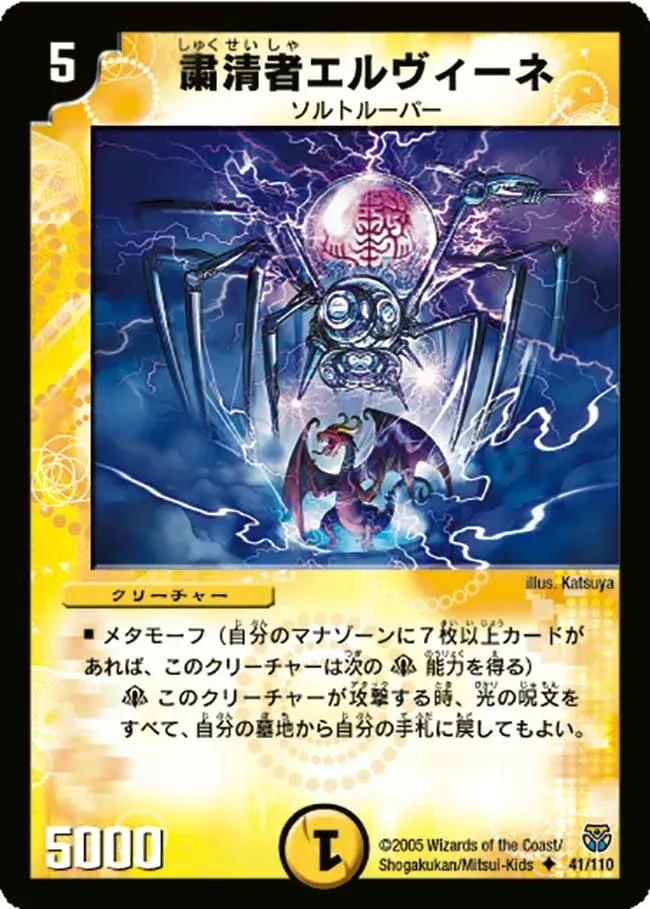 5
しゅくせいしゃ
粛清者エルヴィーネ
ソルトルーパー
illus. Katsuya
クリーチャー
■ メタモーフ（自分のマナゾーンに７枚以上カードが
あれば、このクリーチャーは次の 能力を得る）
このクリーチャーが攻撃する時、光の呪文を
すべて、自分の墓地から自分の手札に戻してもよい。
5000
1
©2005 Wizards of the Coast/
Shogakukan/Mitsui-Kids ◆ 41/110